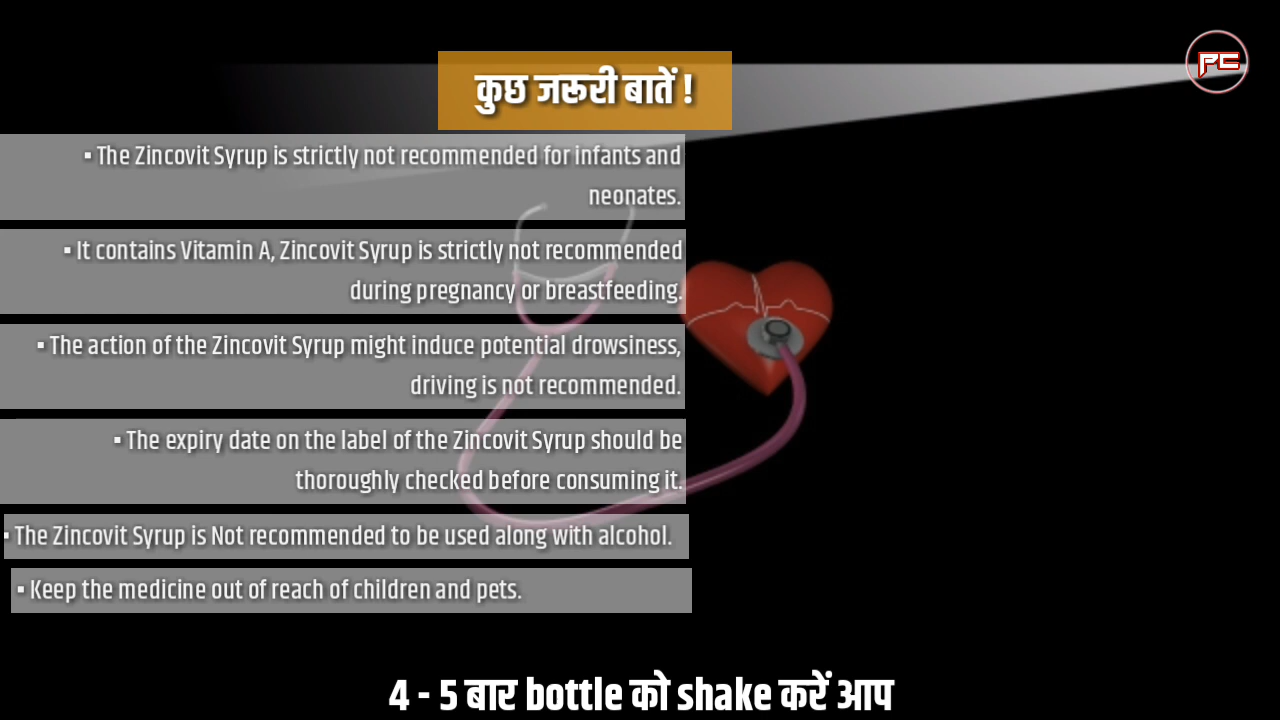 PC
कुछ जरूरी बातें !
▪ The Zincovit Syrup is strictly not recommended for infants and
neonates.
▪ It contains Vitamin A, Zincovit Syrup is strictly not recommended
during pregnancy or breastfeeding.
▪ The action of the Zincovit Syrup might induce potential drowsiness,
driving is not recommended.
▪ The expiry date on the label of the Zincovit Syrup should be
thoroughly checked before consuming it.
▪ The Zincovit Syrup is Not recommended to be used along with alcohol.
▪ Keep the medicine out of reach of children and pets.
4 - 5 बार bottle को shake करें आप